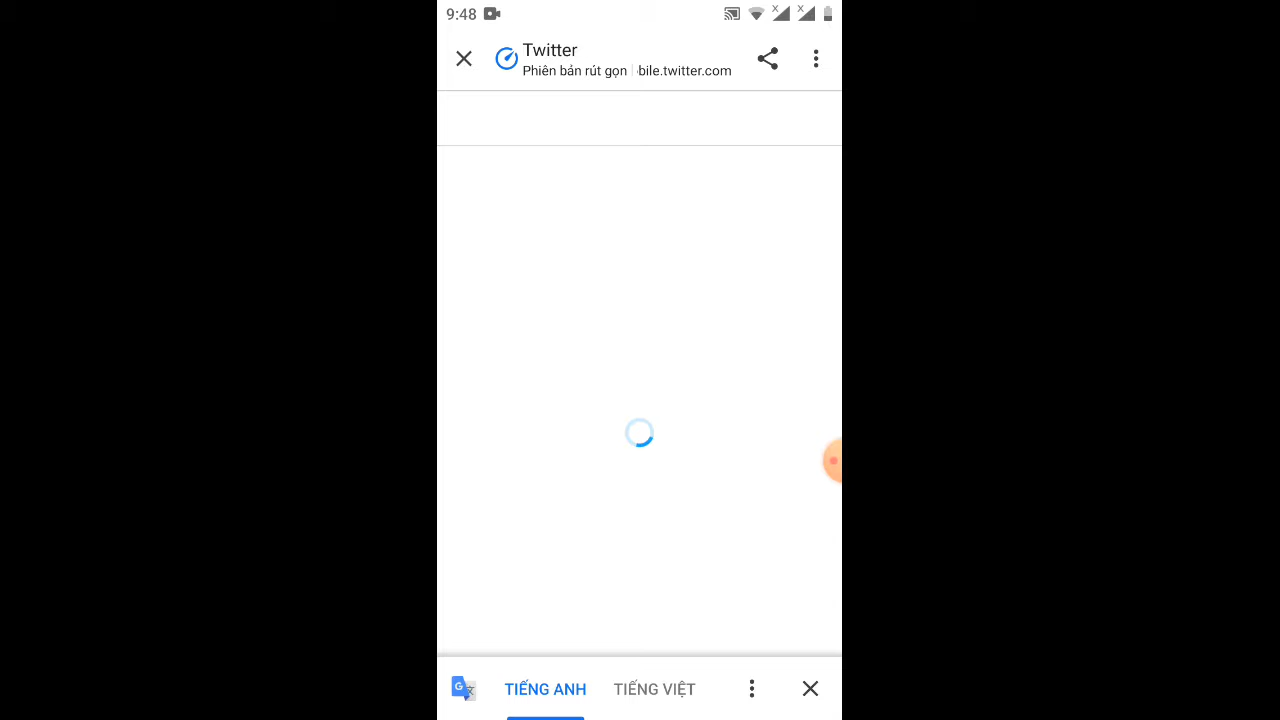 9:48
Twitter
Phiên bản rút gọn bile.twitter.com
TIẾNG ANH TIẾNG VIỆT